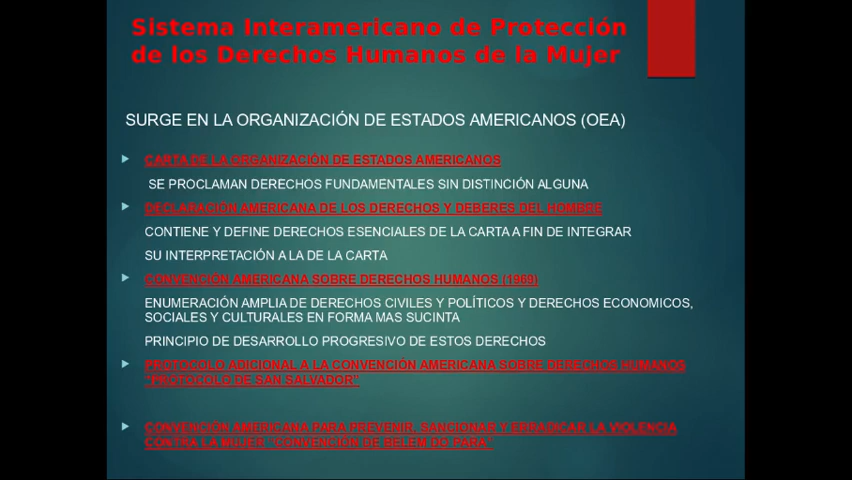 Sistema Interamericano de Protección
de los Derechos Humanos de la Mujer
SURGE EN LA ORGANIZACIÓN DE ESTADOS AMERICANOS (OEA)
CARTA DE LA ORGANIZACIÓN DE ESTADOS AMERICANOS
SE PROCLAMAN DERECHOS FUNDAMENTALES SIN DISTINCIÓN ALGUNA
DECLARACIÓN AMERICANA DE LOS DERECHOS Y DEBERES DEL HOMBRE
CONTIENE Y DEFINE DERECHOS ESENCIALES DE LA CARTA A FIN DE INTEGRAR
SU INTERPRETACIÓN A LA DE LA CARTA
CONVENCIÓN AMERICANA SOBRE DERECHOS HUMANOS (1969)
ENUMERACIÓN AMPLIA DE DERECHOS CIVILES Y POLÍTICOS Y DERECHOS ECONOMICOS,
SOCIALES Y CULTURALES EN FORMA MAS SUCINTA
PRINCIPIO DE DESARROLLO PROGRESIVO DE ESTOS DERECHOS
PROTOCOLO ADICIONAL A LA CONVENCIÓN AMERICANA SOBRE DERECHOS HUMANOS
"PROTOCOLO DE SAN SALVADOR"
CONVENCIÓN AMERICANA PARA PREVENIR, SANCIONAS Y ERRADICAR LA VIOLENCIA
CONTRA LA MUJER "CONVENCIÓN DE BELÉM DO PARÁ"